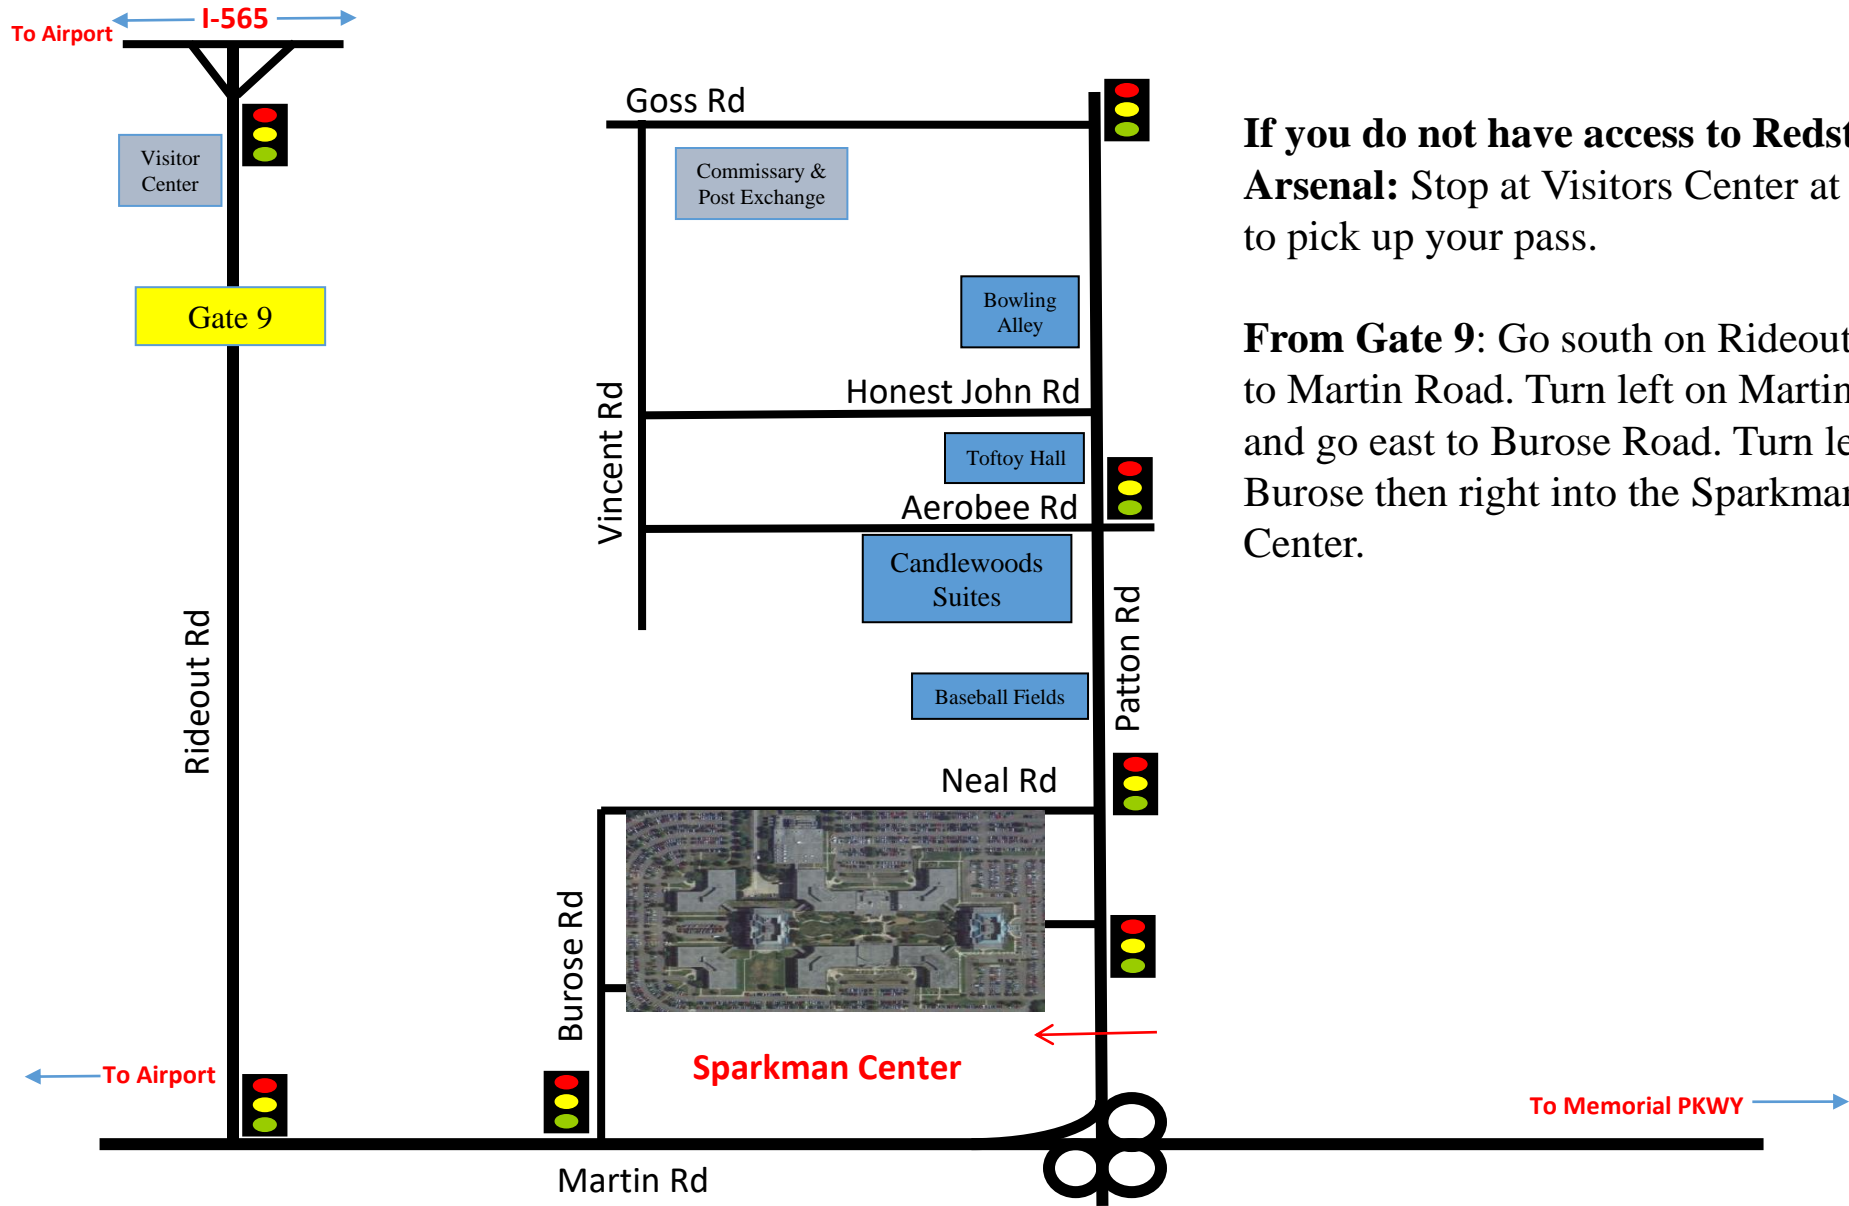 To Airport
I-565
Visitor
Center
Gate 9
Rideout Rd
To Airport
Goss Rd
Commissary &
Post Exchange
Bowling
Alley
Vincent Rd
Honest John Rd
Toftoy Hall
Aerobee Rd
Candlewoods
Suites
Baseball Fields
Patton Rd
Neal Rd
Burose Rd
Sparkman Center
Martin Rd
To Memorial PKWY
If you do not have access to
Arsenal: Stop at Visitors Center at
to pick up your pass.
From Gate 9: Go south on Rideout
to Martin Road. Turn left on Martin
and go east to Burose Road. Turn
Burose then right into the Sparkman
Center.